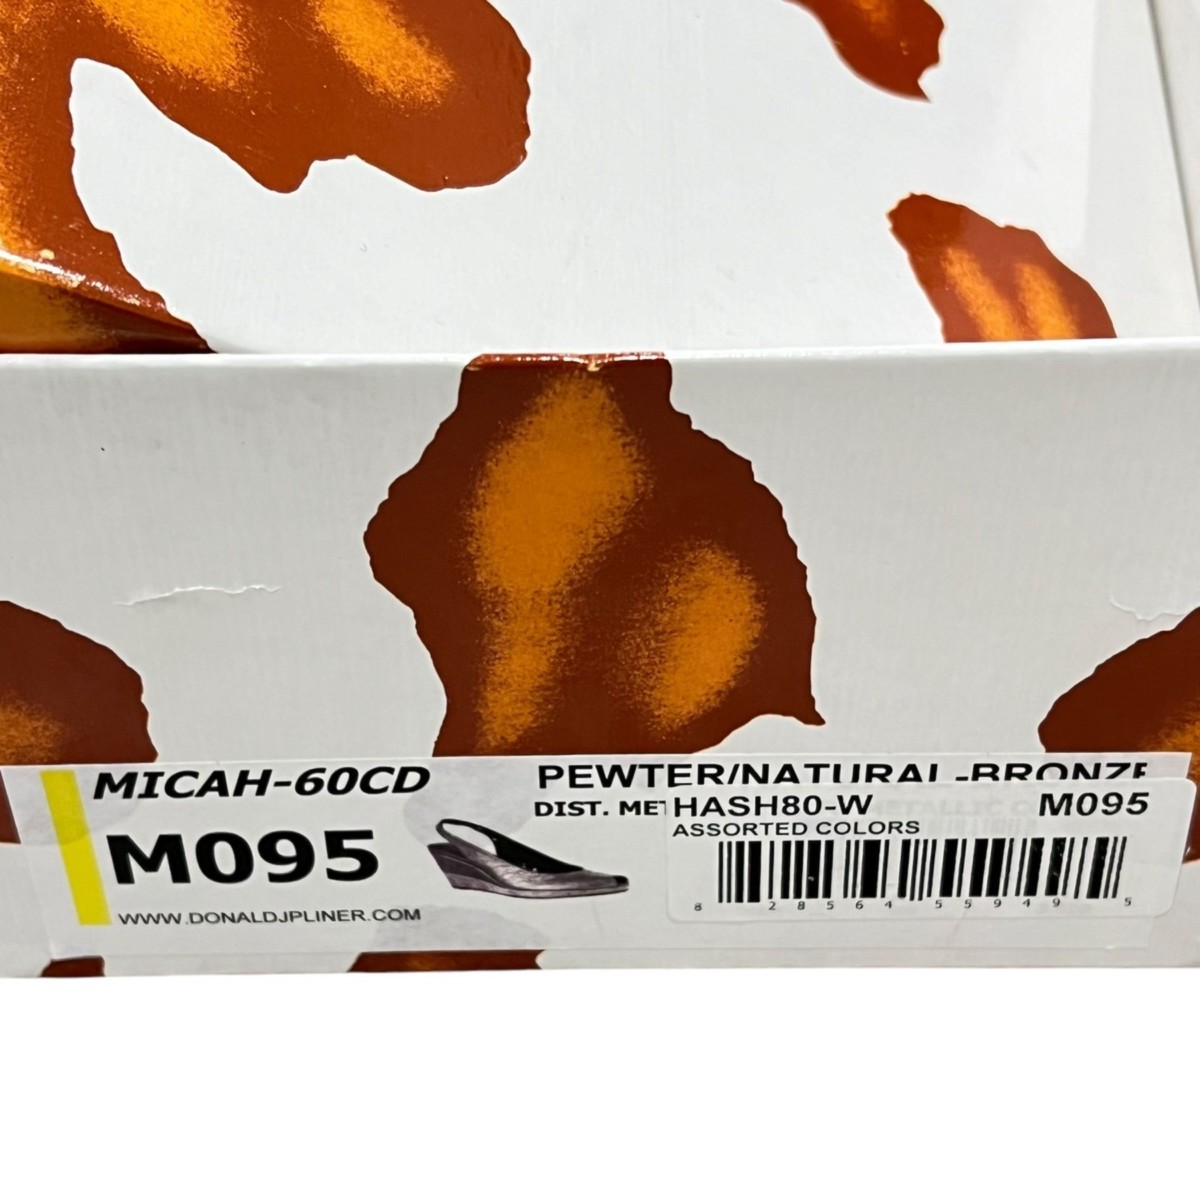 MICAH-60CD
M095
WWW.DONALDJPLINER.COM
PEWTER/NATURAL-BRONZE
DIST. MET
HASH80-W M095
ASSORTED COLORS
8 28564 55949 5